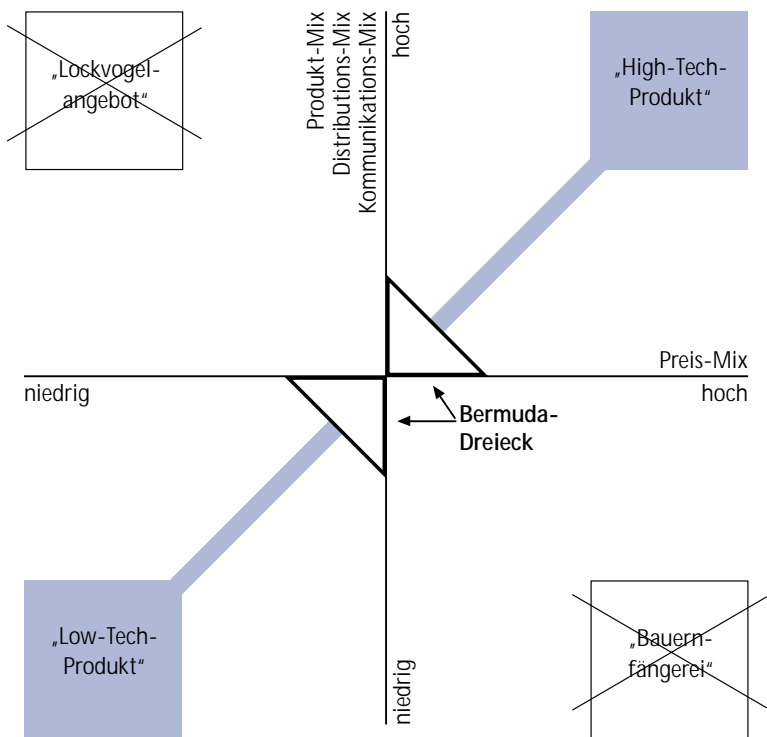 „Lockvogel-
angebot“
Produkt-Mix
Distributions-Mix
Kommunikations-Mix
hoch
„High-Tech-
Produkt“
Preis-Mix
niedrig
hoch
Bermuda-
Dreieck
„Low-Tech-
Produkt“
niedrig
„Bauern-
fängerei“